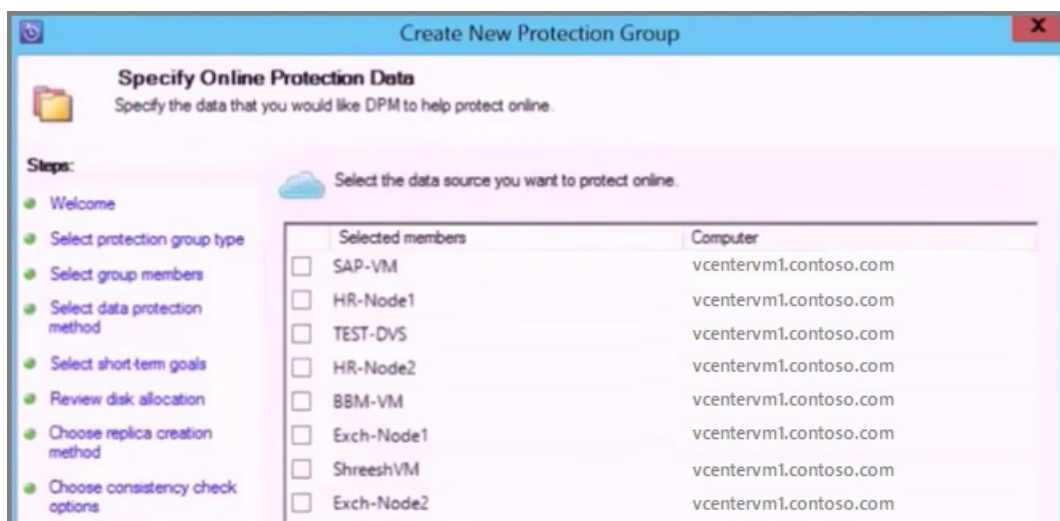 Create New Protection Group
X
Specify Online Protection Data
Specify the data that you would like DPM to help protect online.
Steps:
Welcome
Select protection group type
Select group members
Select data protection
method
Select short-term goals
Review disk allocation
Choose replica creation
method
Choose consistency check
options
Select the data source you want to protect online.
Selected members Computer
SAP-VM vcentervm1.contoso.com
HR-Node1 vcentervm1.contoso.com
TEST-DVS vcentervm1.contoso.com
HR-Node2 vcentervm1.contoso.com
BBM-VM vcentervm1.contoso.com
Exch-Node1 vcentervm1.contoso.com
ShreeshVM vcentervm1.contoso.com
Exch-Node2 vcentervm1.contoso.com